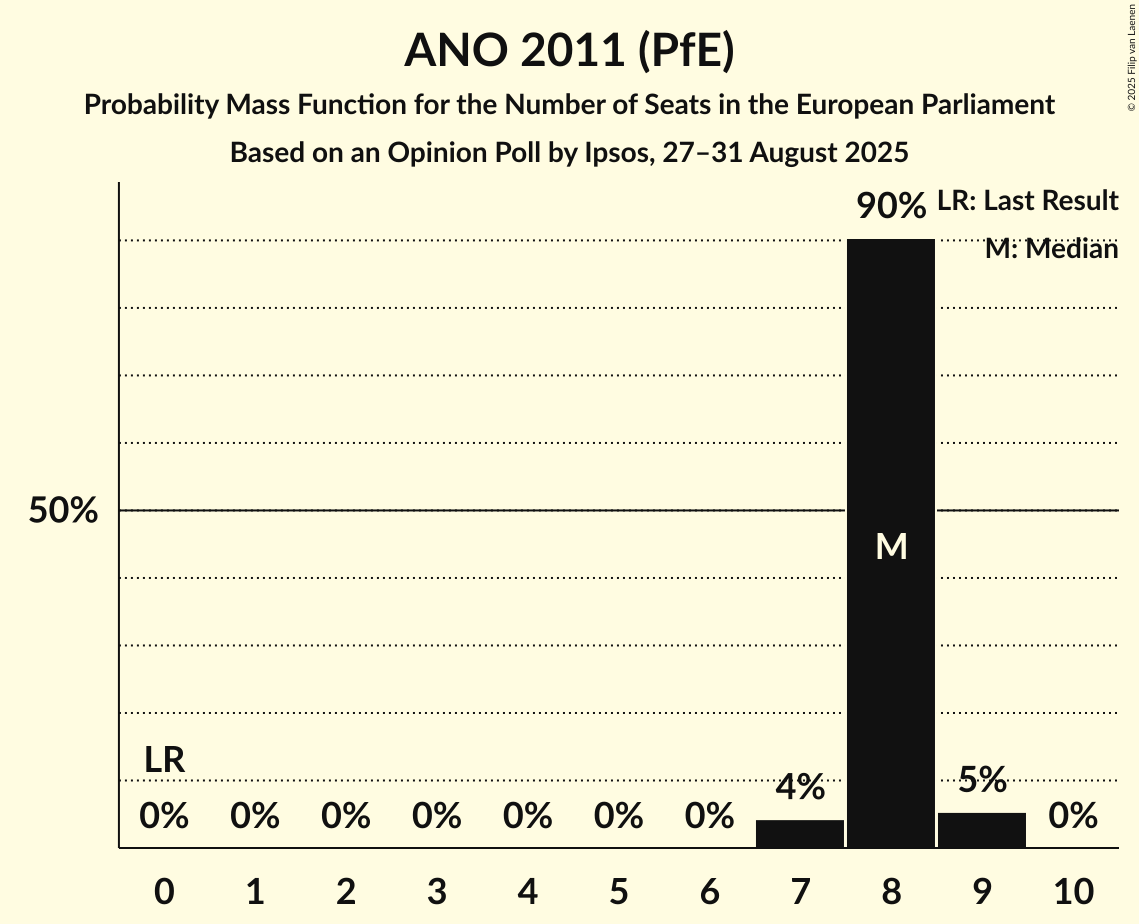 ANO 2011 (PfE)
Probability Mass Function for the Number of Seats in the European Parliament
Based on an Opinion Poll by Ipsos, 27–31 August 2025
© 2025 Filip van Laenen
90%
LR: Last Result
M: Median
50%
M
LR
0% 0% 0% 0% 0% 0% 0% 4% 5% 0%
0 1 2 3 4 5 6 7 8 9 10